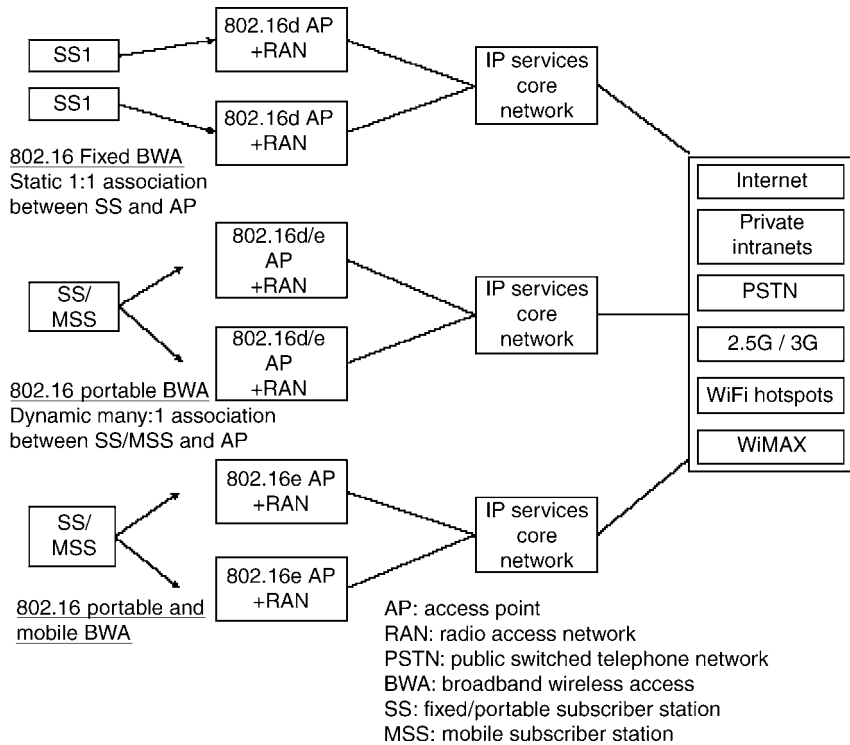 SS1
SS1
802.16d AP
+RAN
802.16d AP
+RAN
IP services
core
network
802.16 Fixed BWA
Static 1:1 association
between SS and AP
SS/
MSS
802.16d/e
AP
+RAN
802.16d/e
AP
+RAN
IP services
core
network
802.16 portable BWA
Dynamic many:1 association
between SS/MSS and AP
SS/
MSS
802.16e AP
+RAN
802.16e AP
+RAN
IP services
core
network
802.16 portable and
mobile BWA
Internet
Private
intranets
PSTN
2.5G / 3G
WiFi hotspots
WiMAX
AP: access point
RAN: radio access network
PSTN: public switched telephone network
BWA: broadband wireless access
SS: fixed/portable subscriber station
MSS: mobile subscriber station